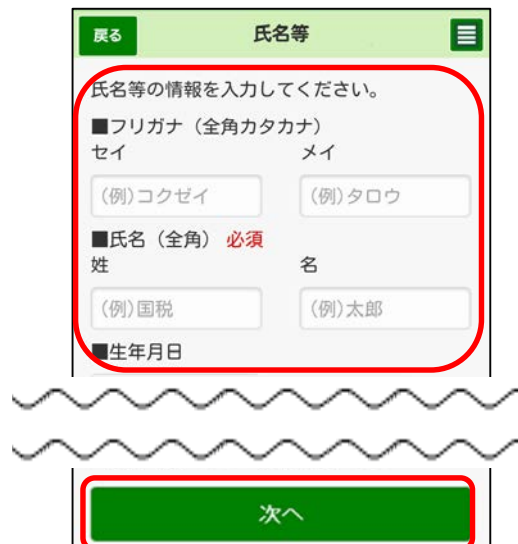 戻る 氏名等
氏名等の情報を入力してください。
■フリガナ（全角カタカナ）
セイ メイ
(例)コクゼイ (例)タロウ
■氏名（全角） 必須
姓 名
(例)国税 (例)太郎
■生年月日
次へ